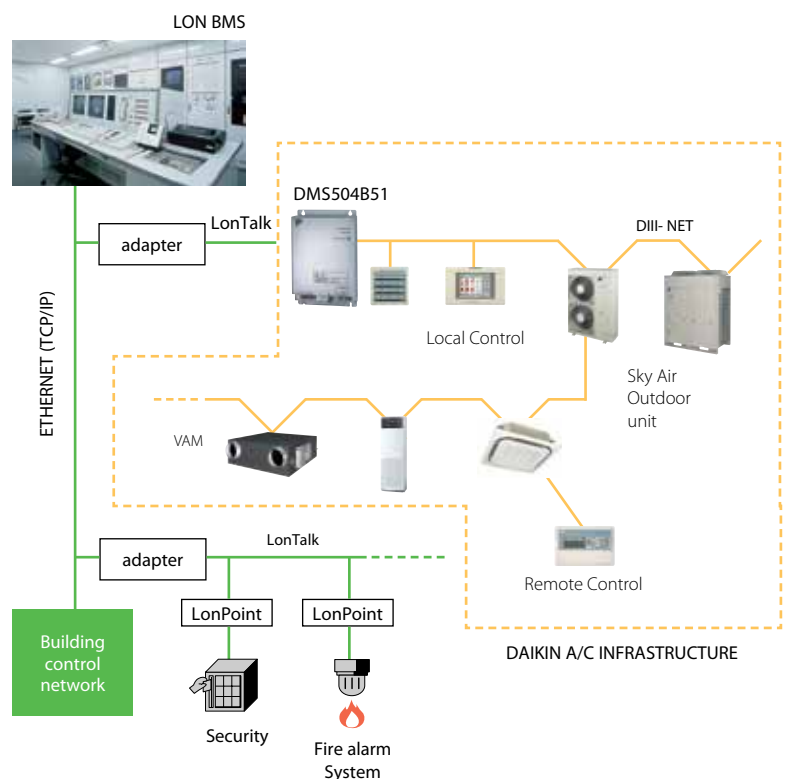 LON BMS
DMS504B51
LonTalk
adapter
DIII- NET
ETHERNET (TCP/IP)
Local Control
Sky Air
Outdoor
unit
VAM
LonTalk
adapter
Remote Control
LonPoint
LonPoint
Building
control
network
DAIKIN A/C INFRASTRUCTURE
Security
Fire alarm
System